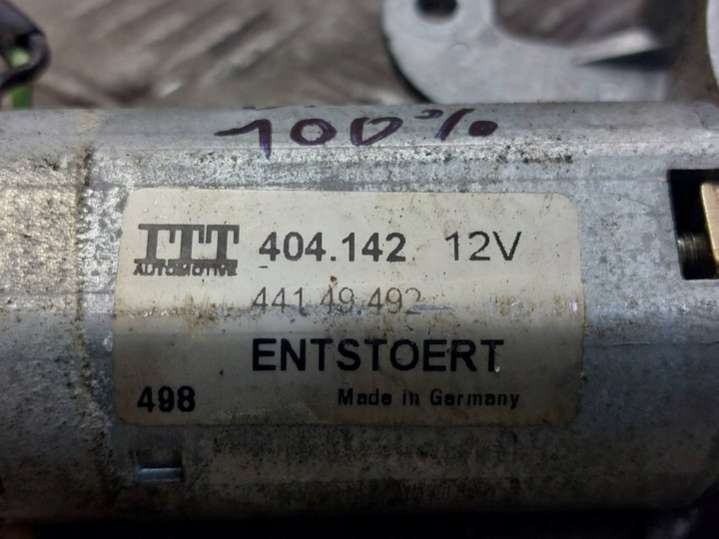 100%
ITT 404.142 12V
AUTOMOTIVE
441.49.492
ENTSTOERT
498 Made in Germany